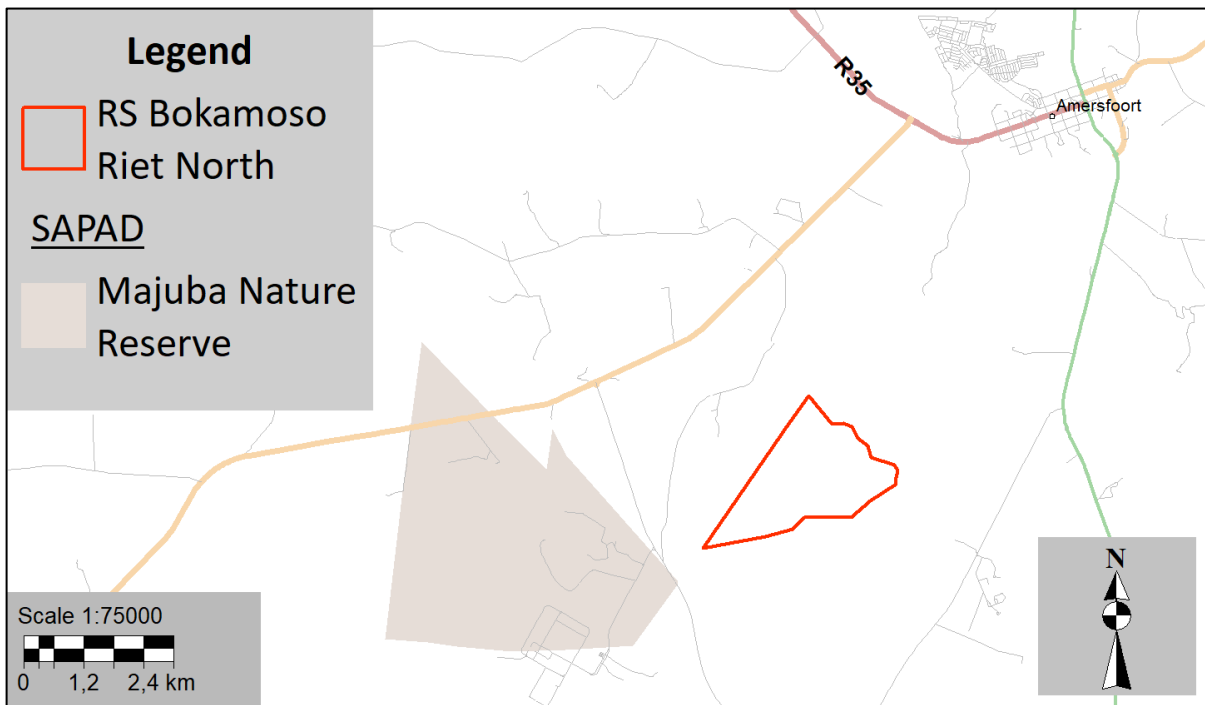 Legend
RS Bokamoso
Riet North
SAPAD
Majuba Nature
Reserve
R35
Amersfoort
N
Scale 1:75000
0 1,2 2,4 km